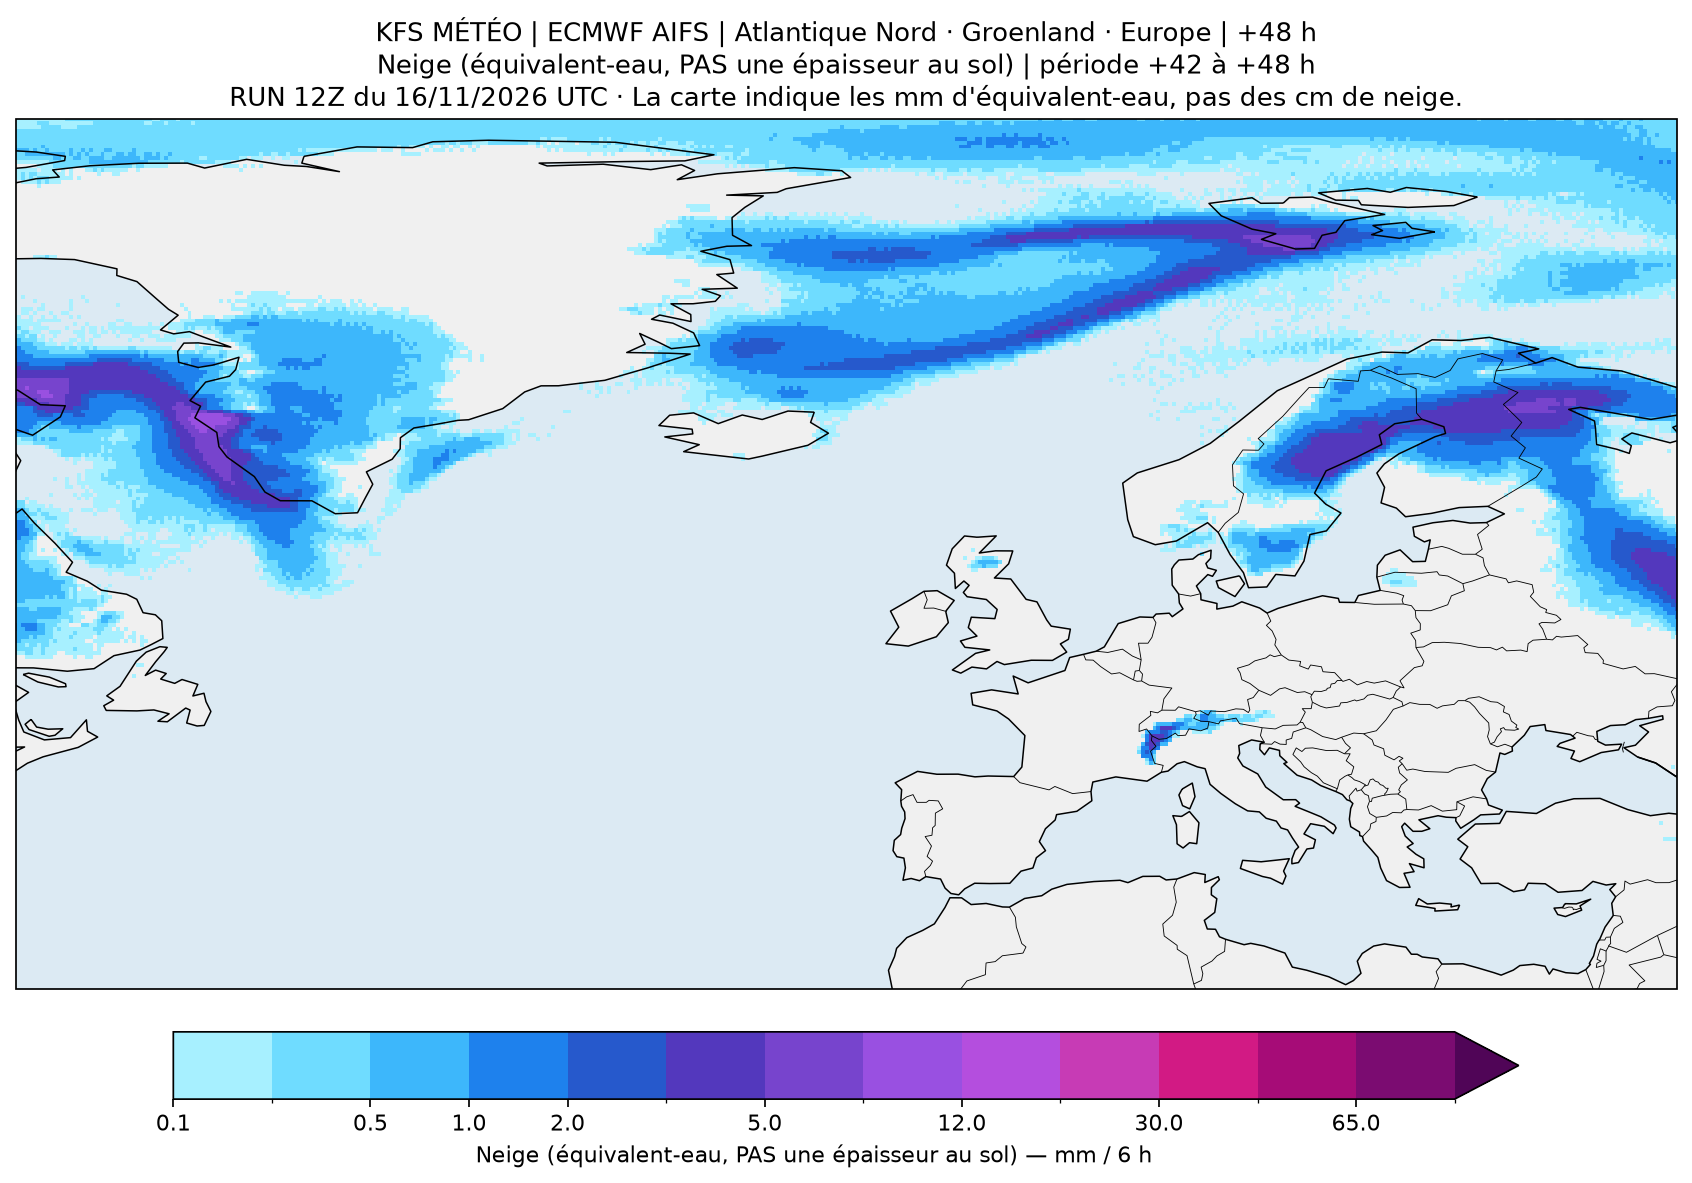 KFS MÉTÉO | ECMWF AIFS | Atlantique Nord · Groenland · Europe | +48 h
Neige (équivalent-eau, PAS une épaisseur au sol) | période +42 à +48 h
RUN 12Z du 16/11/2026 UTC · La carte indique les mm d'équivalent-eau, pas des cm de neige.
0.1 0.5 1.0 2.0 5.0 12.0 30.0 65.0
Neige (équivalent-eau, PAS une épaisseur au sol) — mm / 6 h